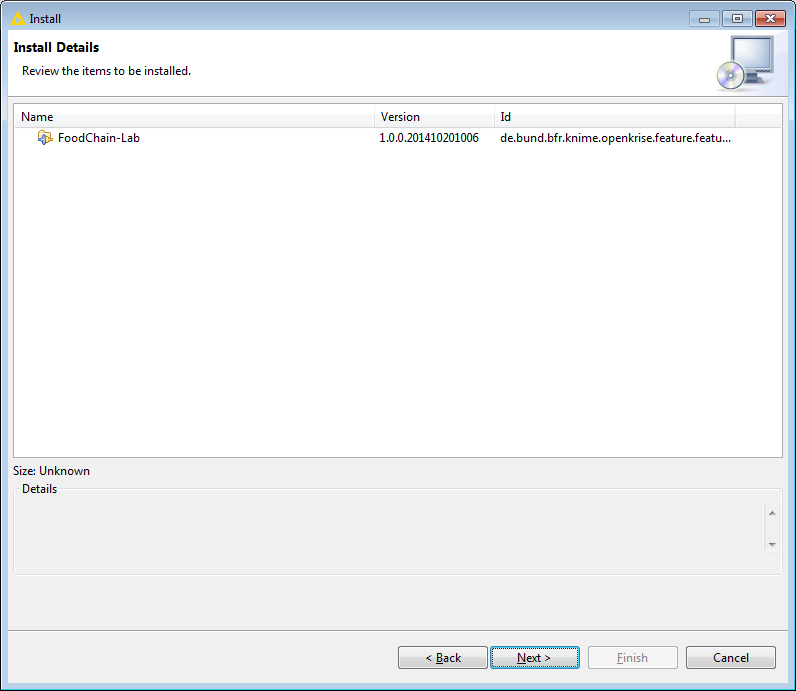 Install
Install Details
Review the items to be installed.
Name Version Id
FoodChain-Lab 1.0.0.201410201006 de.bund.bfr.knime.openkrise.feature.featu...
Size: Unknown
Details
< Back Next > Finish Cancel